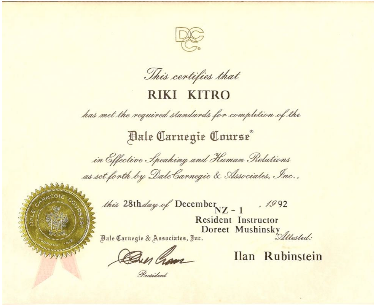 DCC
This certifies that
RIKI KITRO
has met the required standards for completion of the
Dale Carnegie Course®
in Effective Speaking and Human Relations
as set forth by Dale Carnegie & Associates, Inc.,
this 28th day of December, 1992
NZ-1
Resident Instructor
Doreet Mushinsky
Dale Carnegie & Associates, Inc.
Attested:
Ilan Rubinstein
President